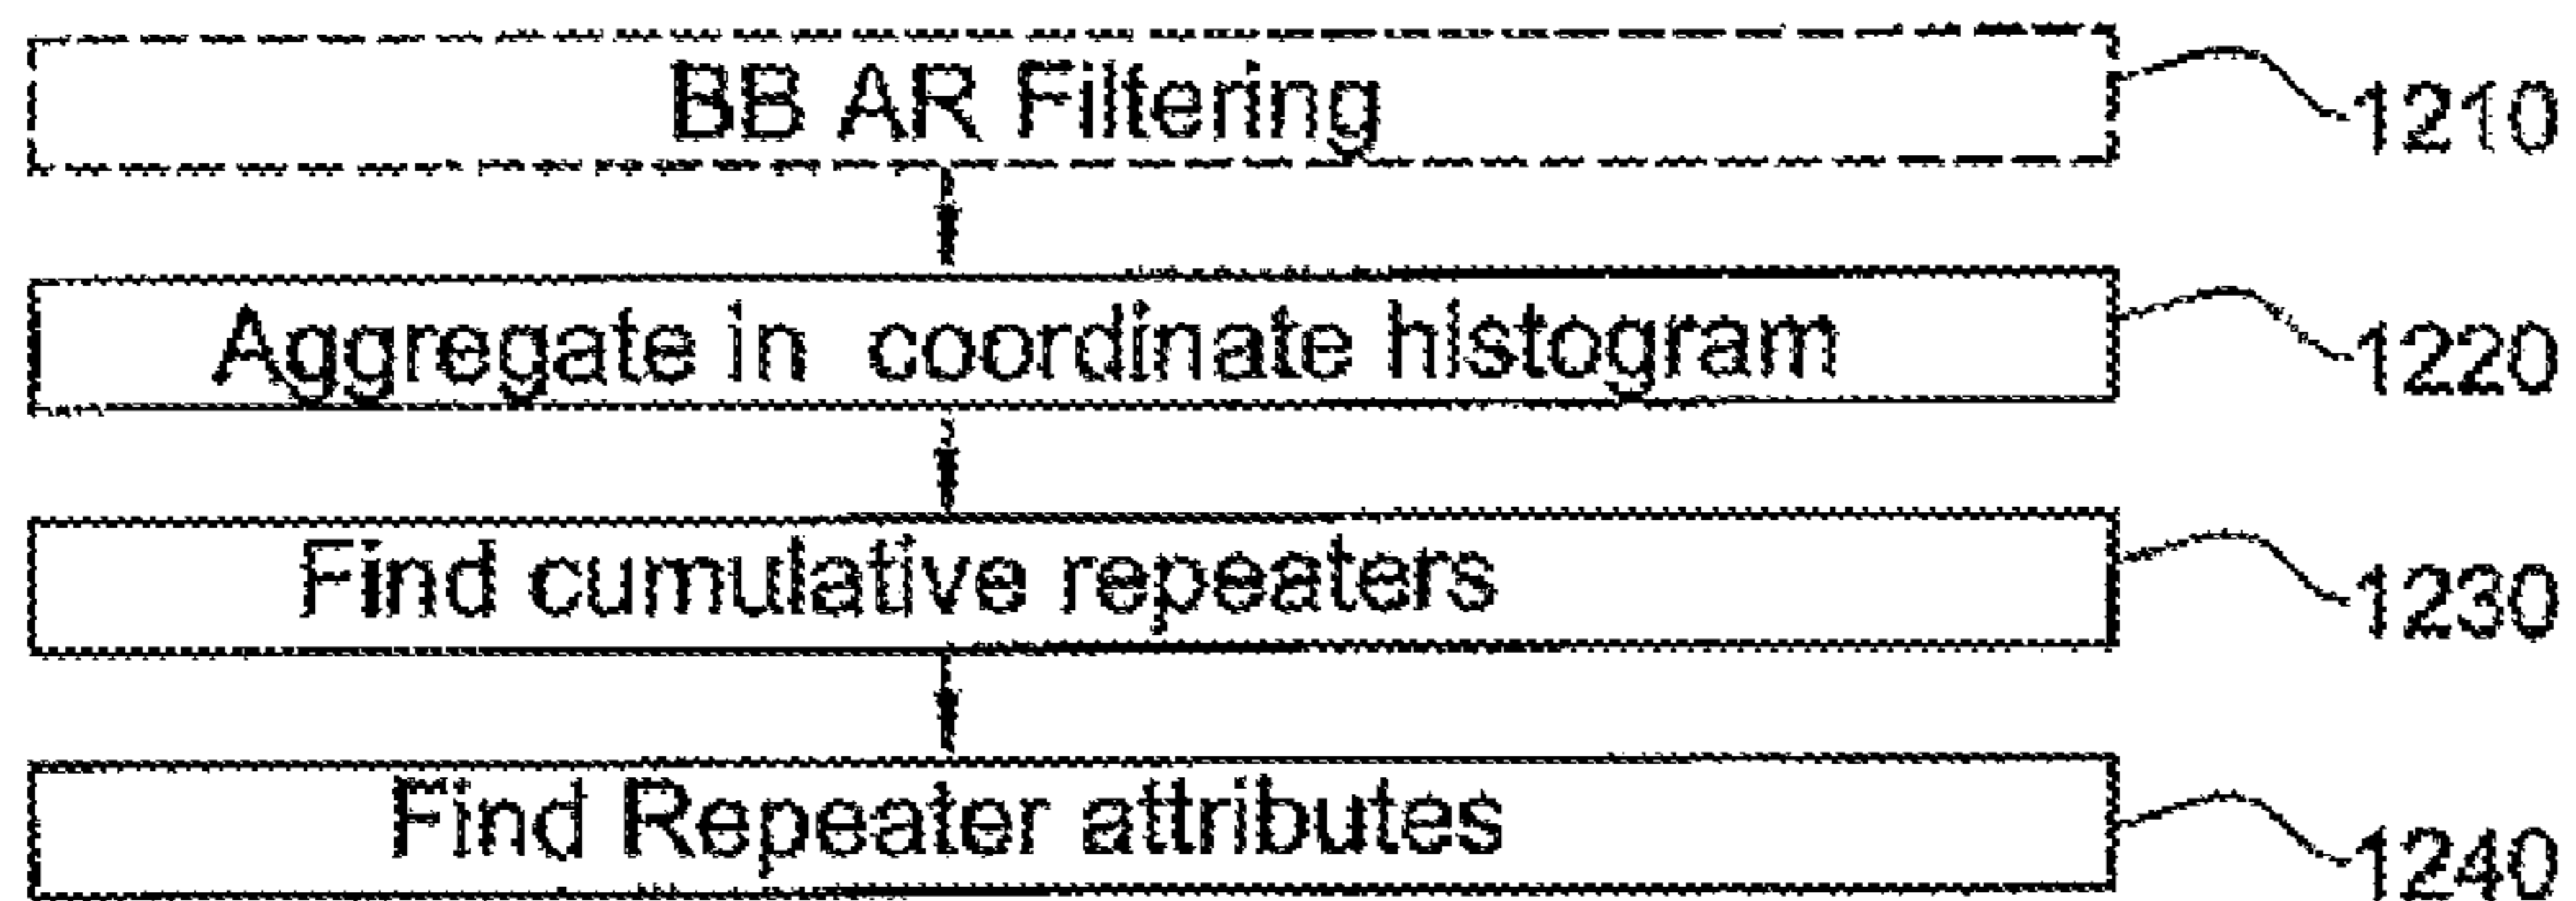 BB AR Filtering 1210
Aggregate in coordinate histogram 1220
Find cumulative repeaters 1230
Find Repeater attributes 1240